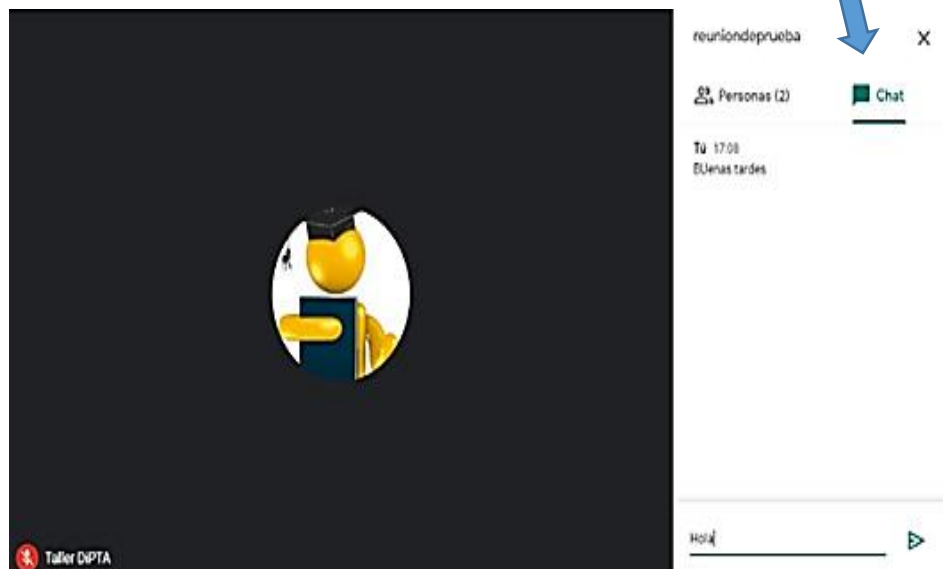 reuniondeprueba
Personas (2)
Chat
Tú 17:08
BUenas tardes
Hola
Taller DiPTA